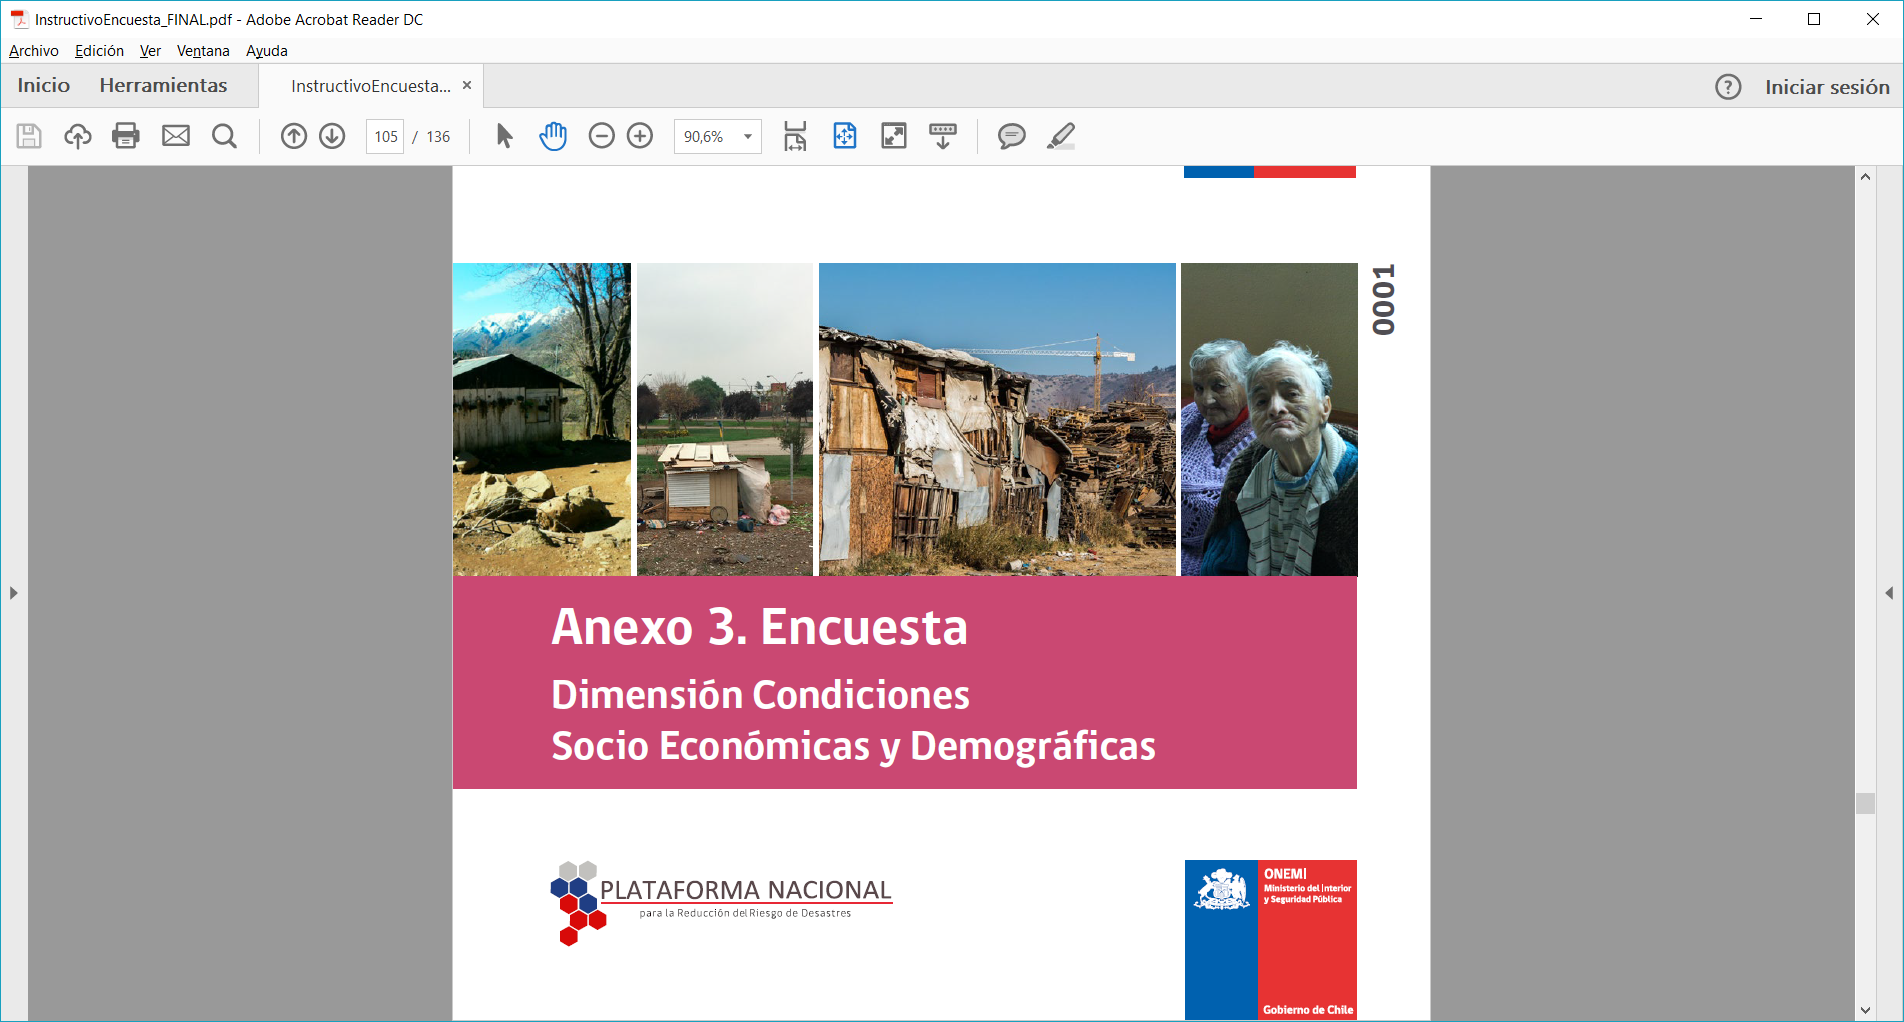 InstructivoEncuesta_FINAL.pdf - Adobe Acrobat Reader DC
Archivo Edición Ver Ventana Ayuda
Inicio Herramientas InstructivoEncuesta... × ? Iniciar sesión
105 / 136 90,6%
0001
Anexo 3. Encuesta
Dimensión Condiciones
Socio Económicas y Demográficas
PLATAFORMA NACIONAL
para la Reducción del Riesgo de Desastres
ONEMI
Ministerio del Interior
y Seguridad Pública
Gobierno de Chile